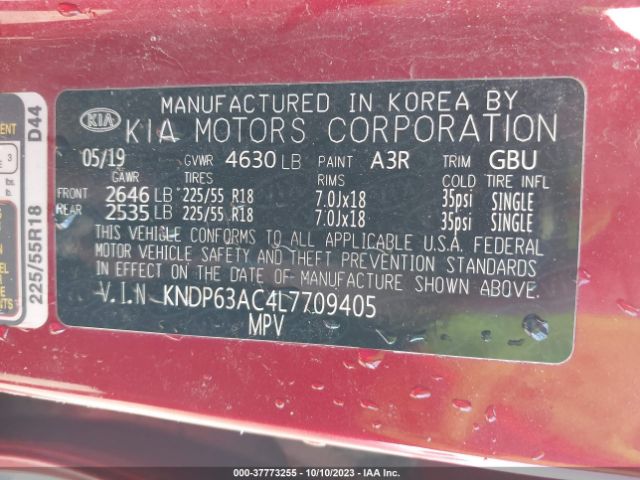 MANUFACTURED IN KOREA BY
KIA KIA MOTORS CORPORATION
05/19 GVWR 4630 LB PAINT A3R TRIM GBU
GAWR TIRES RIMS COLD TIRE INFL
FRONT 2646 LB 225/55 R18 7.0Jx18 35psi SINGLE
REAR 2535 LB 225/55 R18 7.0Jx18 35psi SINGLE
THIS VEHICLE CONFORMS TO ALL APPLICABLE U.S.A. FEDERAL
MOTOR VEHICLE SAFETY AND THEFT PREVENTION STANDARDS
IN EFFECT ON THE DATE OF MANUFACTURE SHOWN ABOVE.
V.I.N KNDP63AC4L7709405
MPV
D44
225/55R18
3
lbs.
lb.
000-37773255 - 10/10/2023 - IAA Inc.